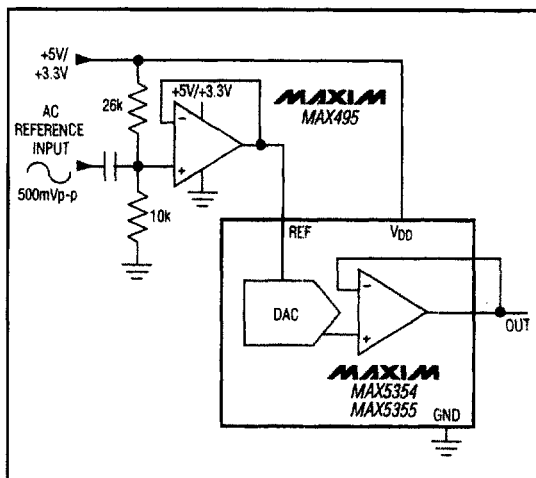 +5V/
+3.3V
26k
+5V/+3.3V
MAXIM
MAX495
AC
REFERENCE
INPUT
500mVp-p
10k
−
+
REF
VDD
DAC
−
+
OUT
MAXIM
MAX5354
MAX5355
GND